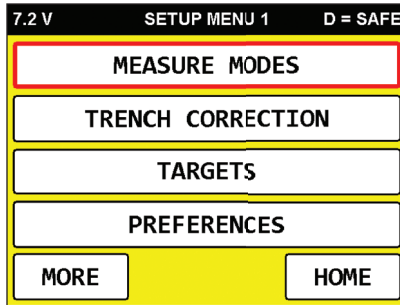 7.2 V SETUP MENU 1 D = SAFE
MEASURE MODES
TRENCH CORRECTION
TARGETS
PREFERENCES
MORE HOME